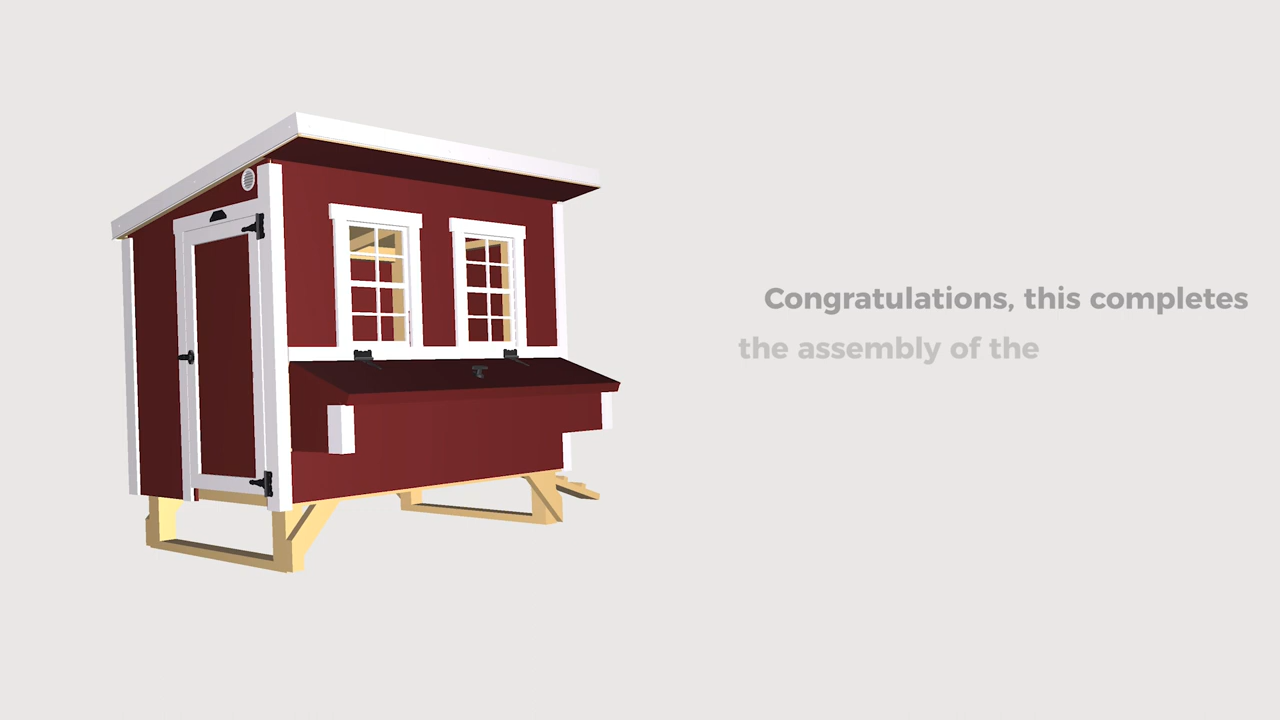 Congratulations, this completes
the assembly of the